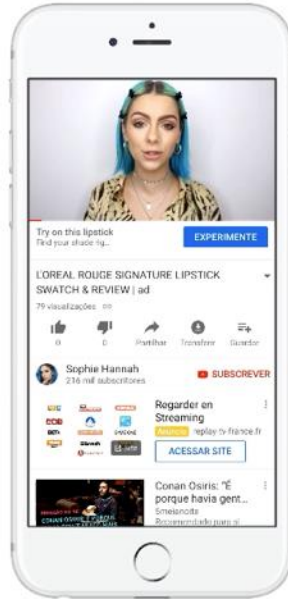 Try on this lipstick
Find your shade rig...
EXPERIMENTE
L'OREAL ROUGE SIGNATURE LIPSTICK
SWATCH & REVIEW | ad
79 visualizações
0
0
Partilhar
Transferir
Guardar
Sophie Hannah
216 mil subscritores
SUBSCREVER
Regarder en
Streaming
Anúncio replay.tv-france.fr
ACESSAR SITE
Conan Osiris: "É
porque havia gent...
5meianoite
Recomendado para si